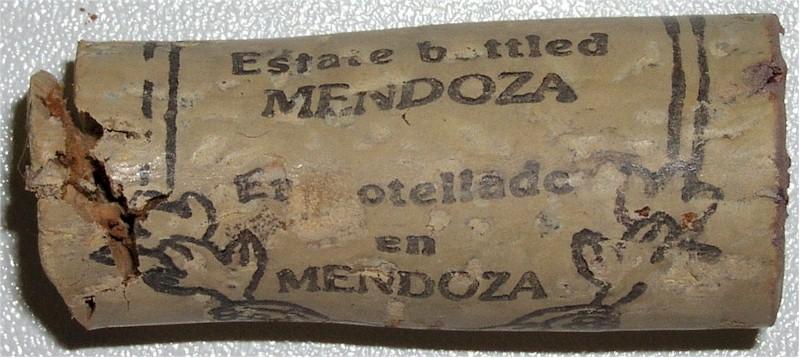 Estate bottled
MENDOZA
Embotellado
en
MENDOZA